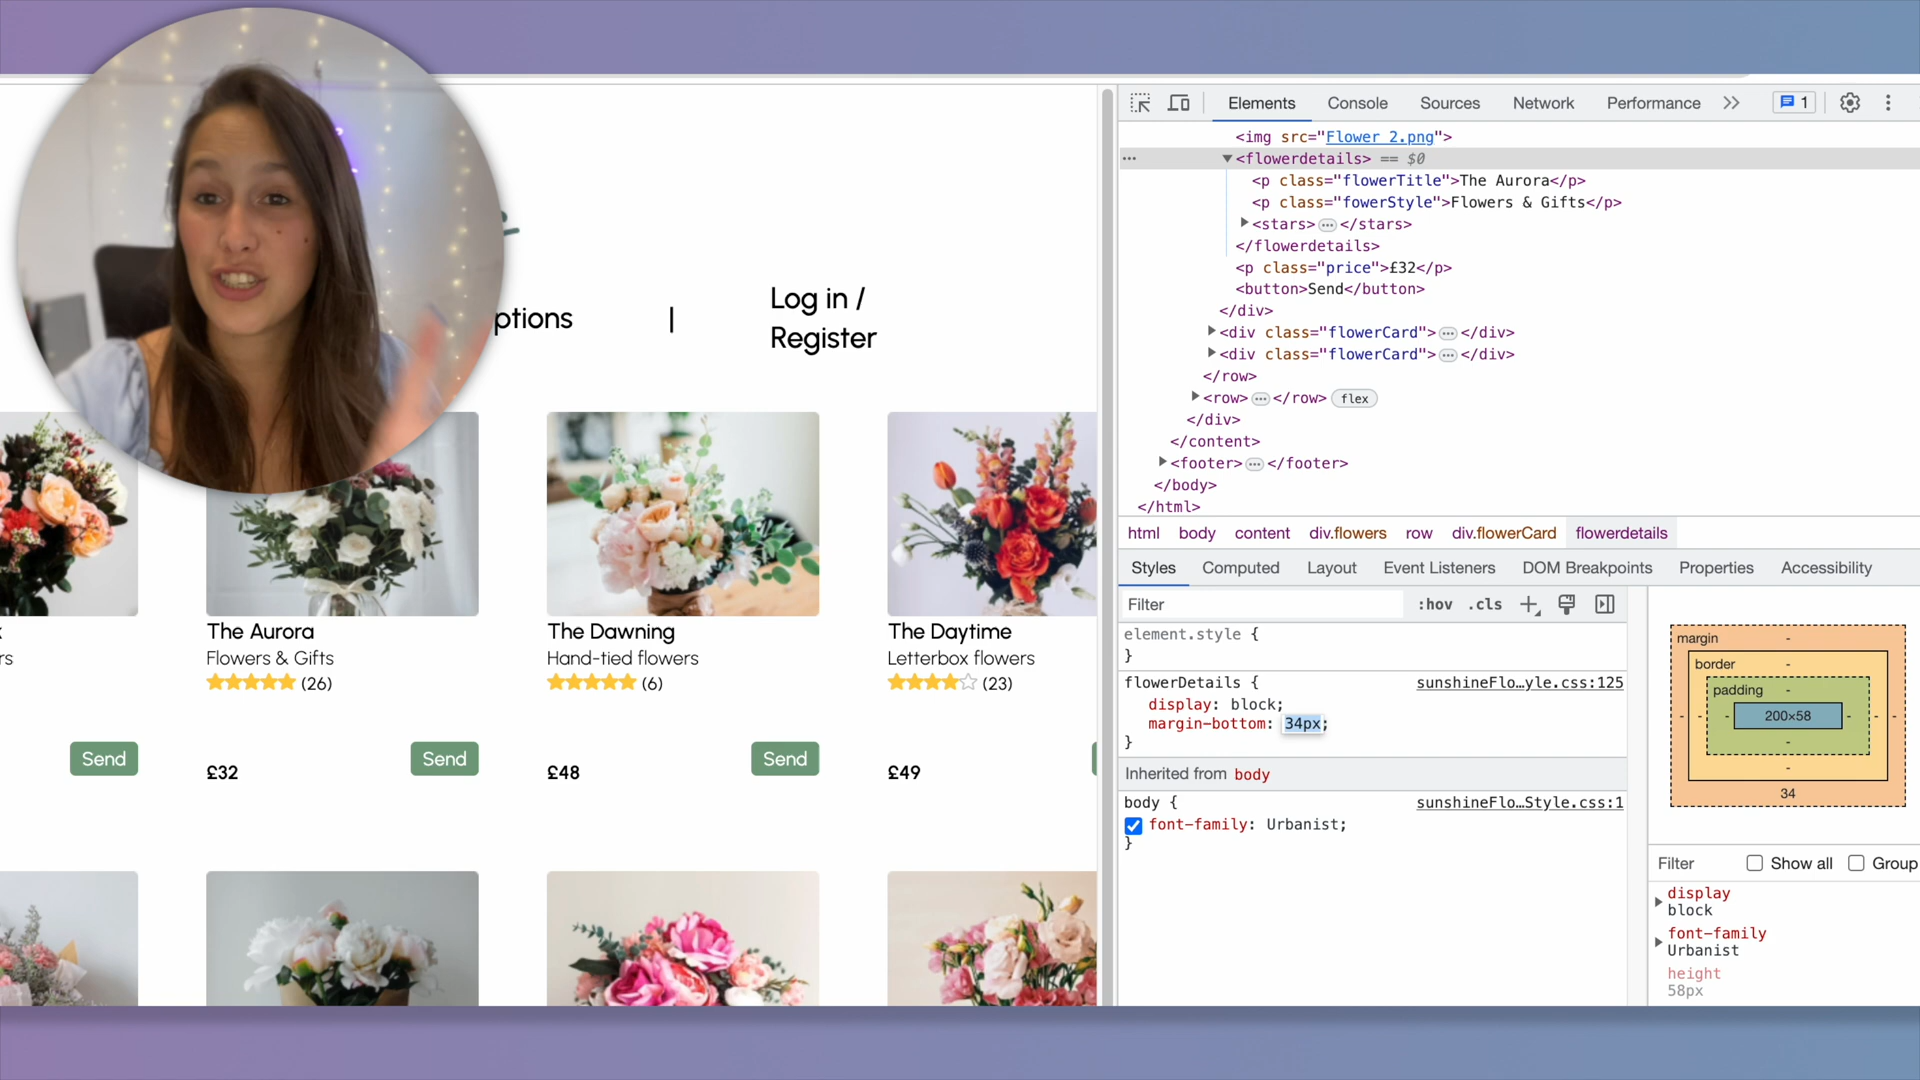 ptions
|
Log in /
Register
The Aurora
Flowers & Gifts
(26)
The Dawning
Hand-tied flowers
(6)
The Daytime
Letterbox flowers
(23)
rs
Send
£32
Send
£48
Send
£49
Elements Console Sources Network Performance 1
<img src="Flower 2.png">
<flowerdetails> == $0
<p class="flowerTitle">The Aurora</p>
<p class="fowerStyle">Flowers & Gifts</p>
<stars> … </stars>
</flowerdetails>
<p class="price">£32</p>
<button>Send</button>
</div>
<div class="flowerCard"> … </div>
<div class="flowerCard"> … </div>
</row>
<row> … </row> flex
</div>
</content>
<footer> … </footer>
</body>
</html>
html body content div.flowers row div.flowerCard flowerdetails
Styles Computed Layout Event Listeners DOM Breakpoints Properties Accessibility
Filter :hov .cls
element.style {
}
flowerDetails { sunshineFlo…yle.css:125
display: block;
margin-bottom: 34px;
}
Inherited from body
body { sunshineFlo…Style.css:1
font-family: Urbanist;
}
margin -
border -
padding -
- - - 200×58 - - -
-
-
34
Filter Show all Group
display
block
font-family
Urbanist
height
58px